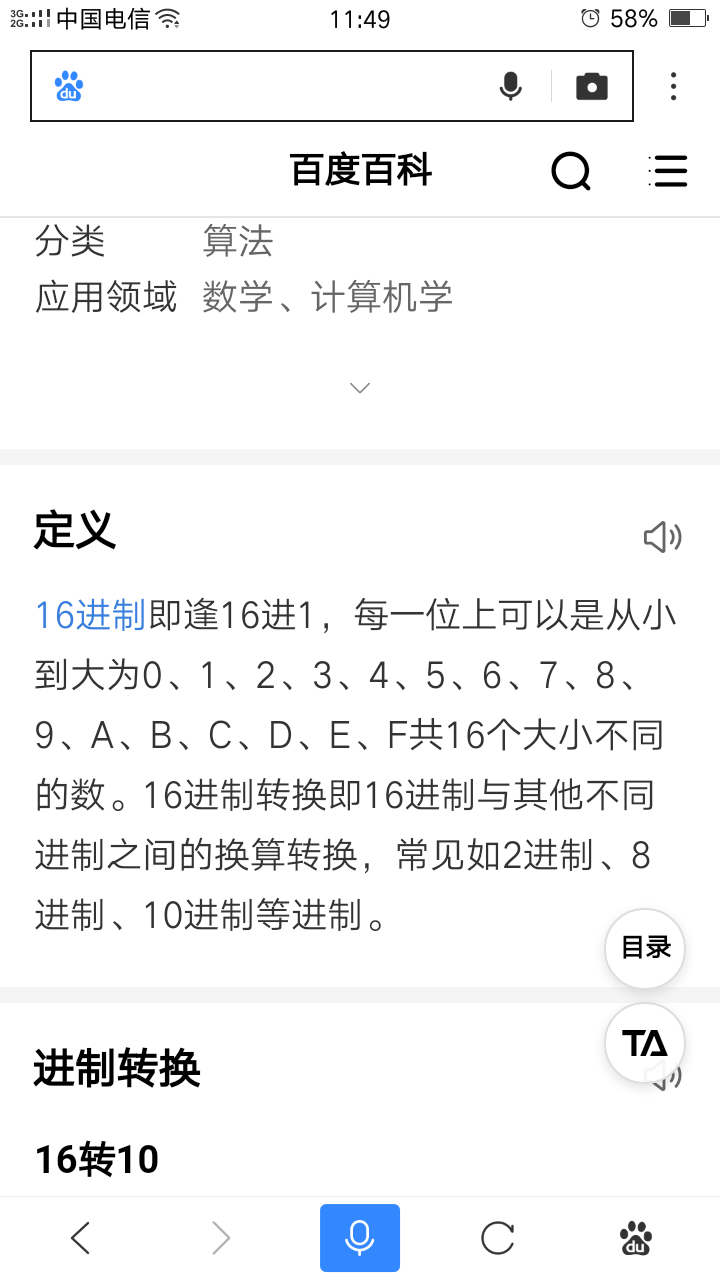 3G 2G 中国电信 11:49 58%
du
百度百科
分类 算法
应用领域 数学、计算机学
定义
16进制即逢16进1，每一位上可以是从小
到大为0、1、2、3、4、5、6、7、8、
9、A、B、C、D、E、F共16个大小不同
的数。16进制转换即16进制与其他不同
进制之间的换算转换，常见如2进制、8
进制、10进制等进制。
目录
TA
进制转换
16转10
du